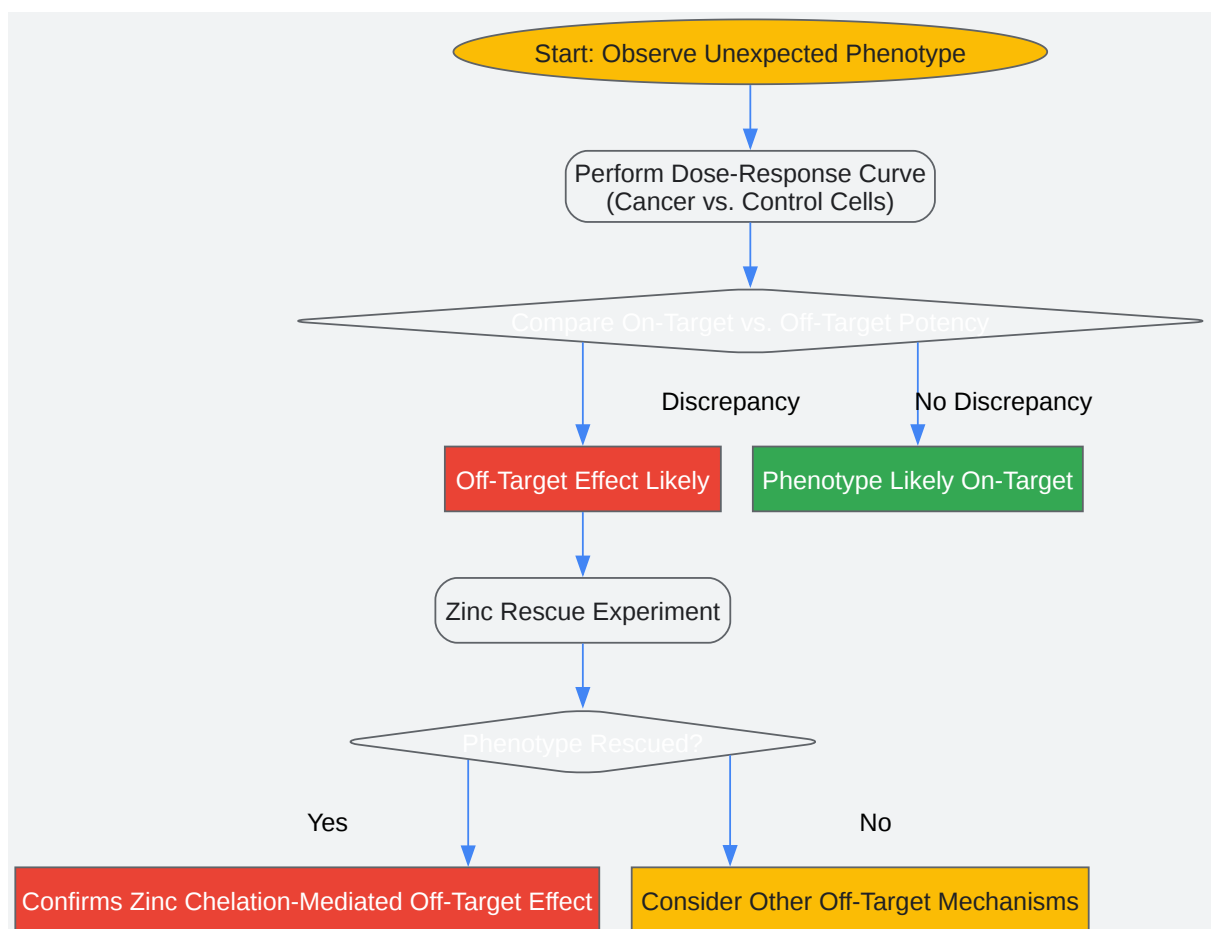 Start: Observe Unexpected Phenotype
Perform Dose-Response Curve
(Cancer vs. Control Cells)
Compare On-Target vs. Off-Target Potency
Discrepancy
No Discrepancy
Off-Target Effect Likely
Phenotype Likely On-Target
Zinc Rescue Experiment
Phenotype Rescued?
Yes
No
Confirms Zinc Chelation-Mediated Off-Target Effect
Consider Other Off-Target Mechanisms